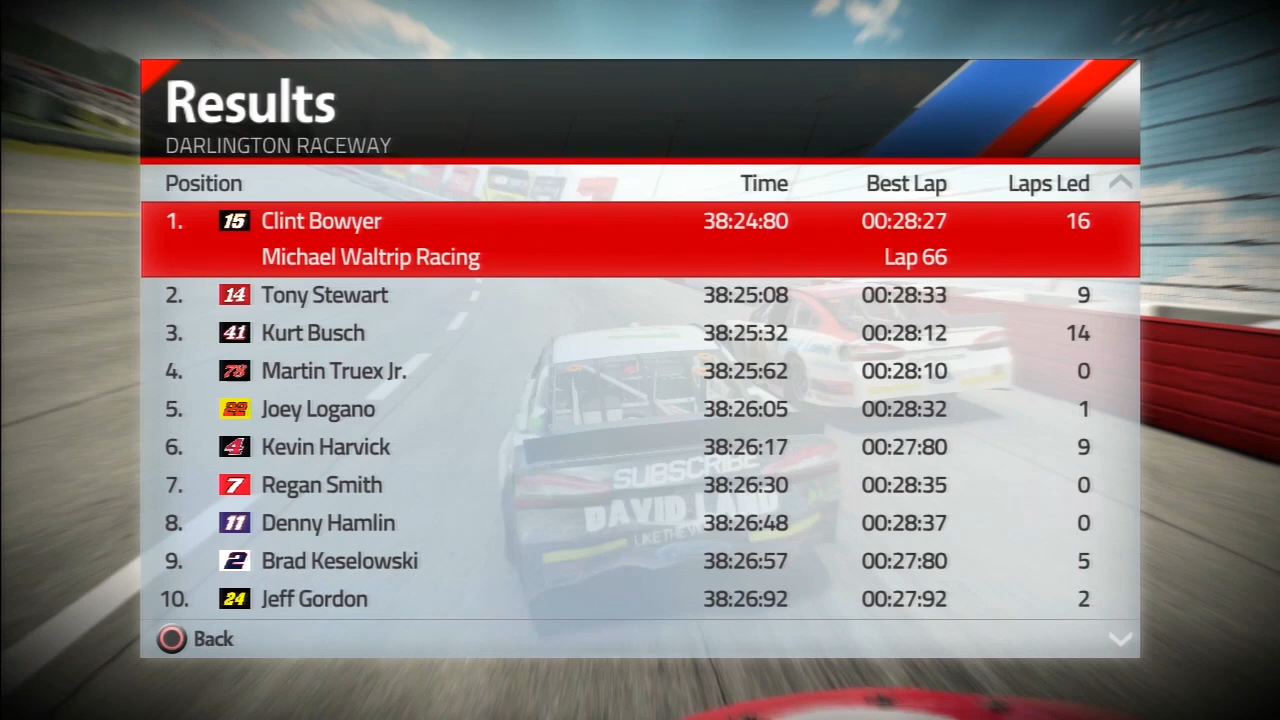 Results
DARLINGTON RACEWAY
Position Time Best Lap Laps Led
1. 15 Clint Bowyer 38:24:80 00:28:27 16
Michael Waltrip Racing Lap 66
2. 14 Tony Stewart 38:25:08 00:28:33 9
3. 41 Kurt Busch 38:25:32 00:28:12 14
4. 78 Martin Truex Jr. 38:25:62 00:28:10 0
5. 22 Joey Logano 38:26:05 00:28:32 1
6. 4 Kevin Harvick 38:26:17 00:27:80 9
SUBSCRIBE
7. 7 Regan Smith 38:26:30 00:28:35 0
DAVID LAND
8. 11 Denny Hamlin 38:26:48 00:28:37 0
LIKE THE
9. 2 Brad Keselowski 38:26:57 00:27:80 5
10. 24 Jeff Gordon 38:26:92 00:27:92 2
Back